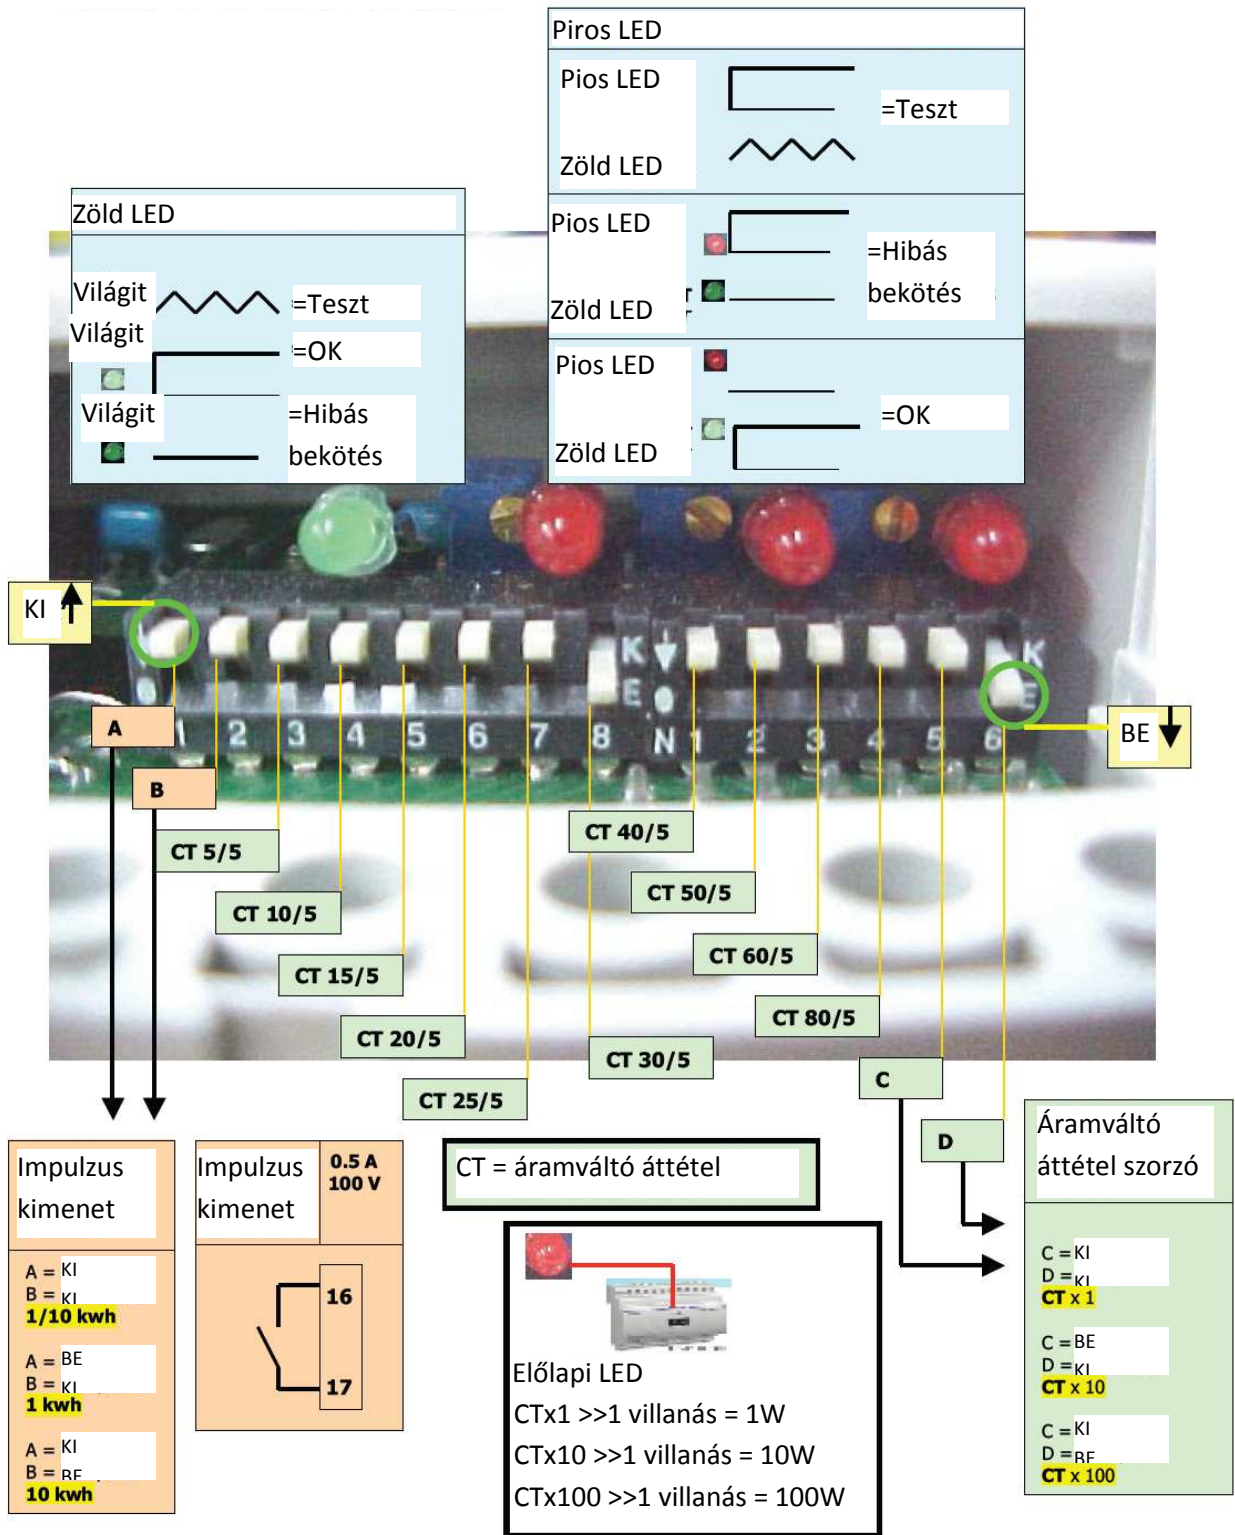 Piros LED
Pios LED
=Teszt
Zöld LED
Pios LED
=Hibás
bekötés
Zöld LED
Pios LED
=OK
Zöld LED
Zöld LED
Világit
=Teszt
Világit
=OK
Világit
=Hibás
bekötés
KI
K
E
K
E
1 2 3 4 5 6 7 8 N 1 2 3 4 5 6
BE
A
B
CT 5/5
CT 10/5
CT 15/5
CT 20/5
CT 25/5
CT 30/5
CT 40/5
CT 50/5
CT 60/5
CT 80/5
C
D
Impulzus
kimenet
A = KI
B = KI
1/10 kwh
A = BE
B = KI
1 kwh
A = KI
B = BE
10 kwh
Impulzus
kimenet
0.5 A
100 V
16
17
CT = áramváltó áttétel
Előlapi LED
CTx1 >>1 villanás = 1W
CTx10 >>1 villanás = 10W
CTx100 >>1 villanás = 100W
Áramváltó
áttétel szorzó
C = KI
D = KI
CT x 1
C = BE
D = KI
CT x 10
C = KI
D = BE
CT x 100